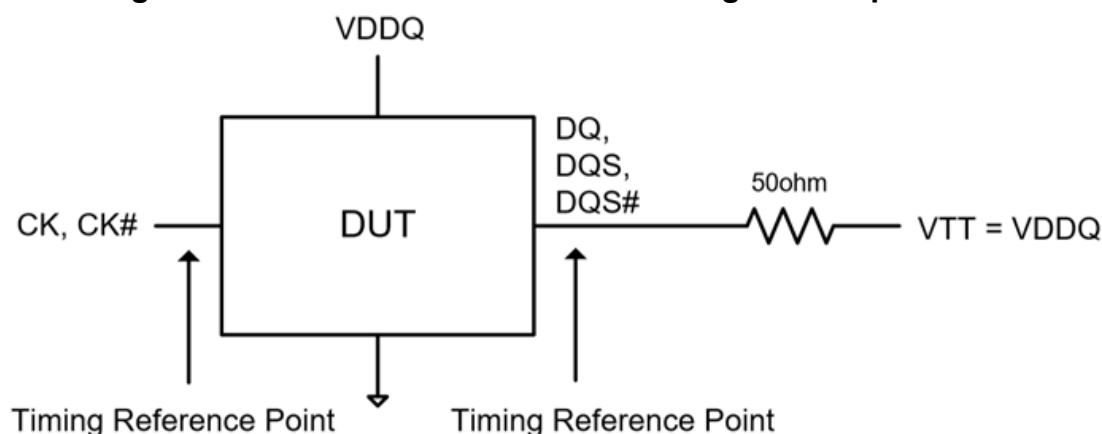 VDDQ
DQ,
DQS,
DQS#
50ohm
CK, CK#
DUT
VTT = VDDQ
Timing Reference Point
Timing Reference Point